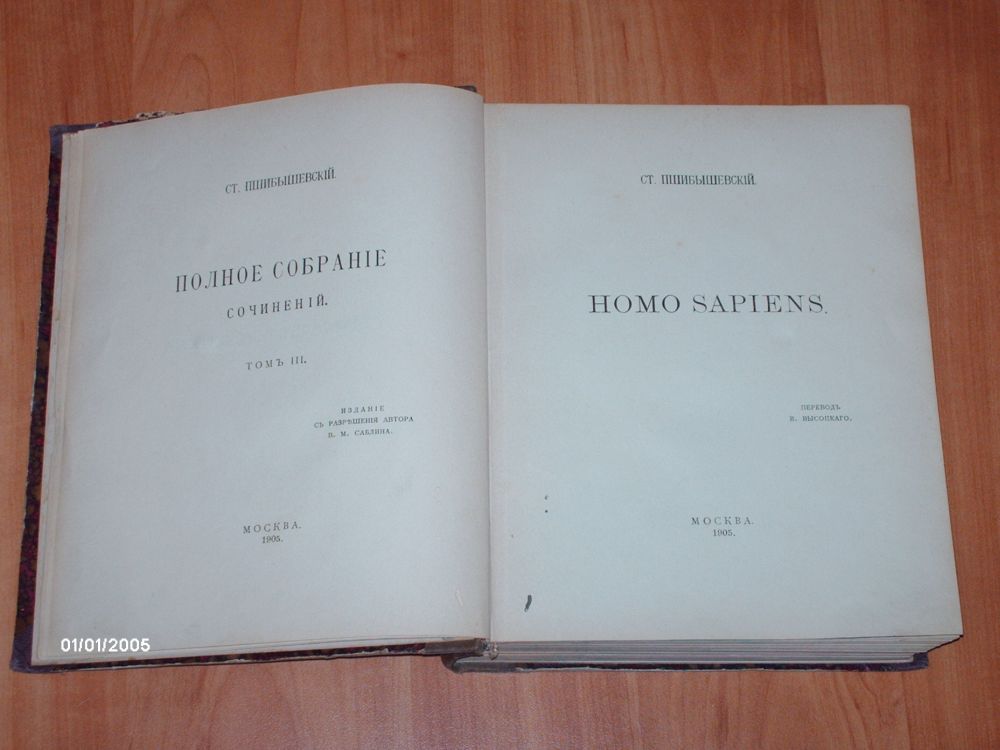 СТ. ПШИБЫШЕВСКІЙ.
ПОЛНОЕ СОБРАНІЕ
СОЧИНЕНІЙ.
ТОМЪ III.
ИЗДАНІЕ
СЪ РАЗРѢШЕНІЯ АВТОРА
В. М. САБЛИНА.
МОСКВА.
1905.
СТ. ПШИБЫШЕВСКІЙ.
HOMO SAPIENS.
ПЕРЕВОДЪ
ВЫСОЦКАГО.
МОСКВА.
1905.
01/01/2005